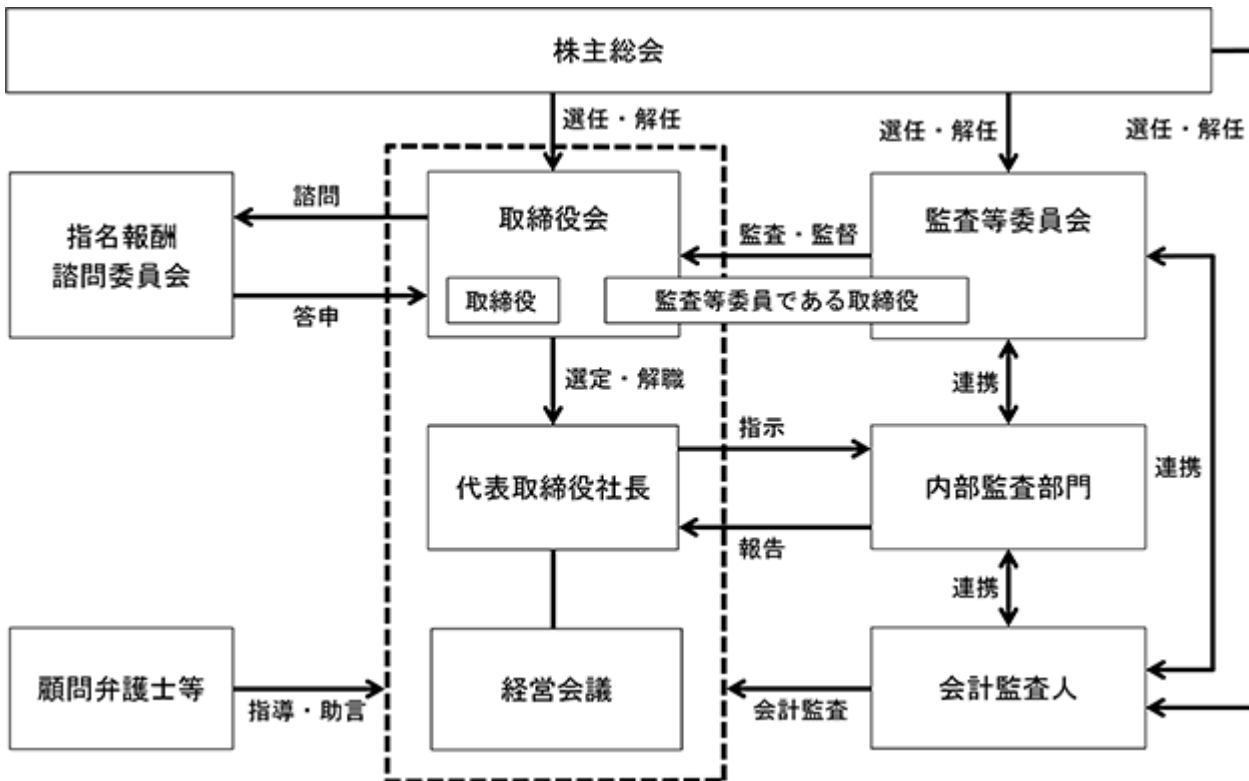 株主総会
選任・解任
選任・解任
選任・解任
指名報酬
諮問委員会
諮問
答申
取締役会
取締役
監査等委員である取締役
監査・監督
監査等委員会
選定・解職
連携
代表取締役社長
指示
報告
内部監査部門
連携
連携
顧問弁護士等
指導・助言
経営会議
会計監査
会計監査人